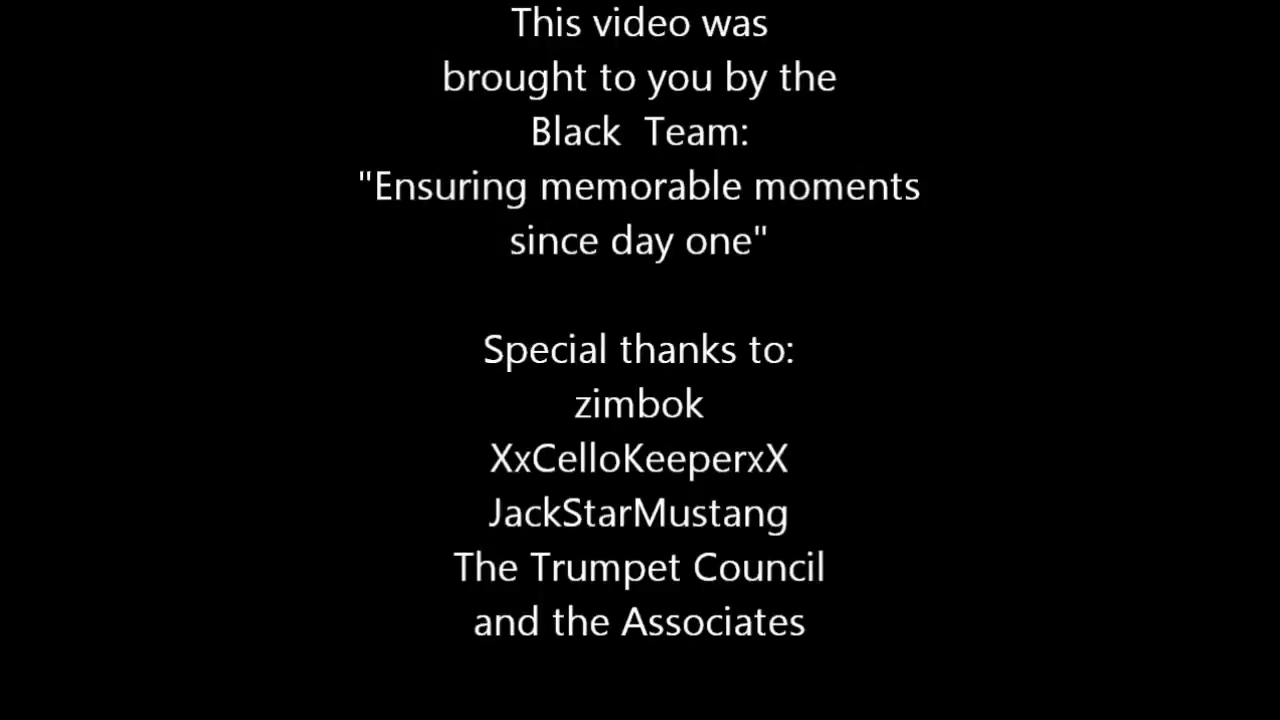 This video was
brought to you by the
Black  Team:
"Ensuring memorable moments
since day one"
Special thanks to:
zimbok
XxCelloKeeperxX
JackStarMustang
The Trumpet Council
and the Associates